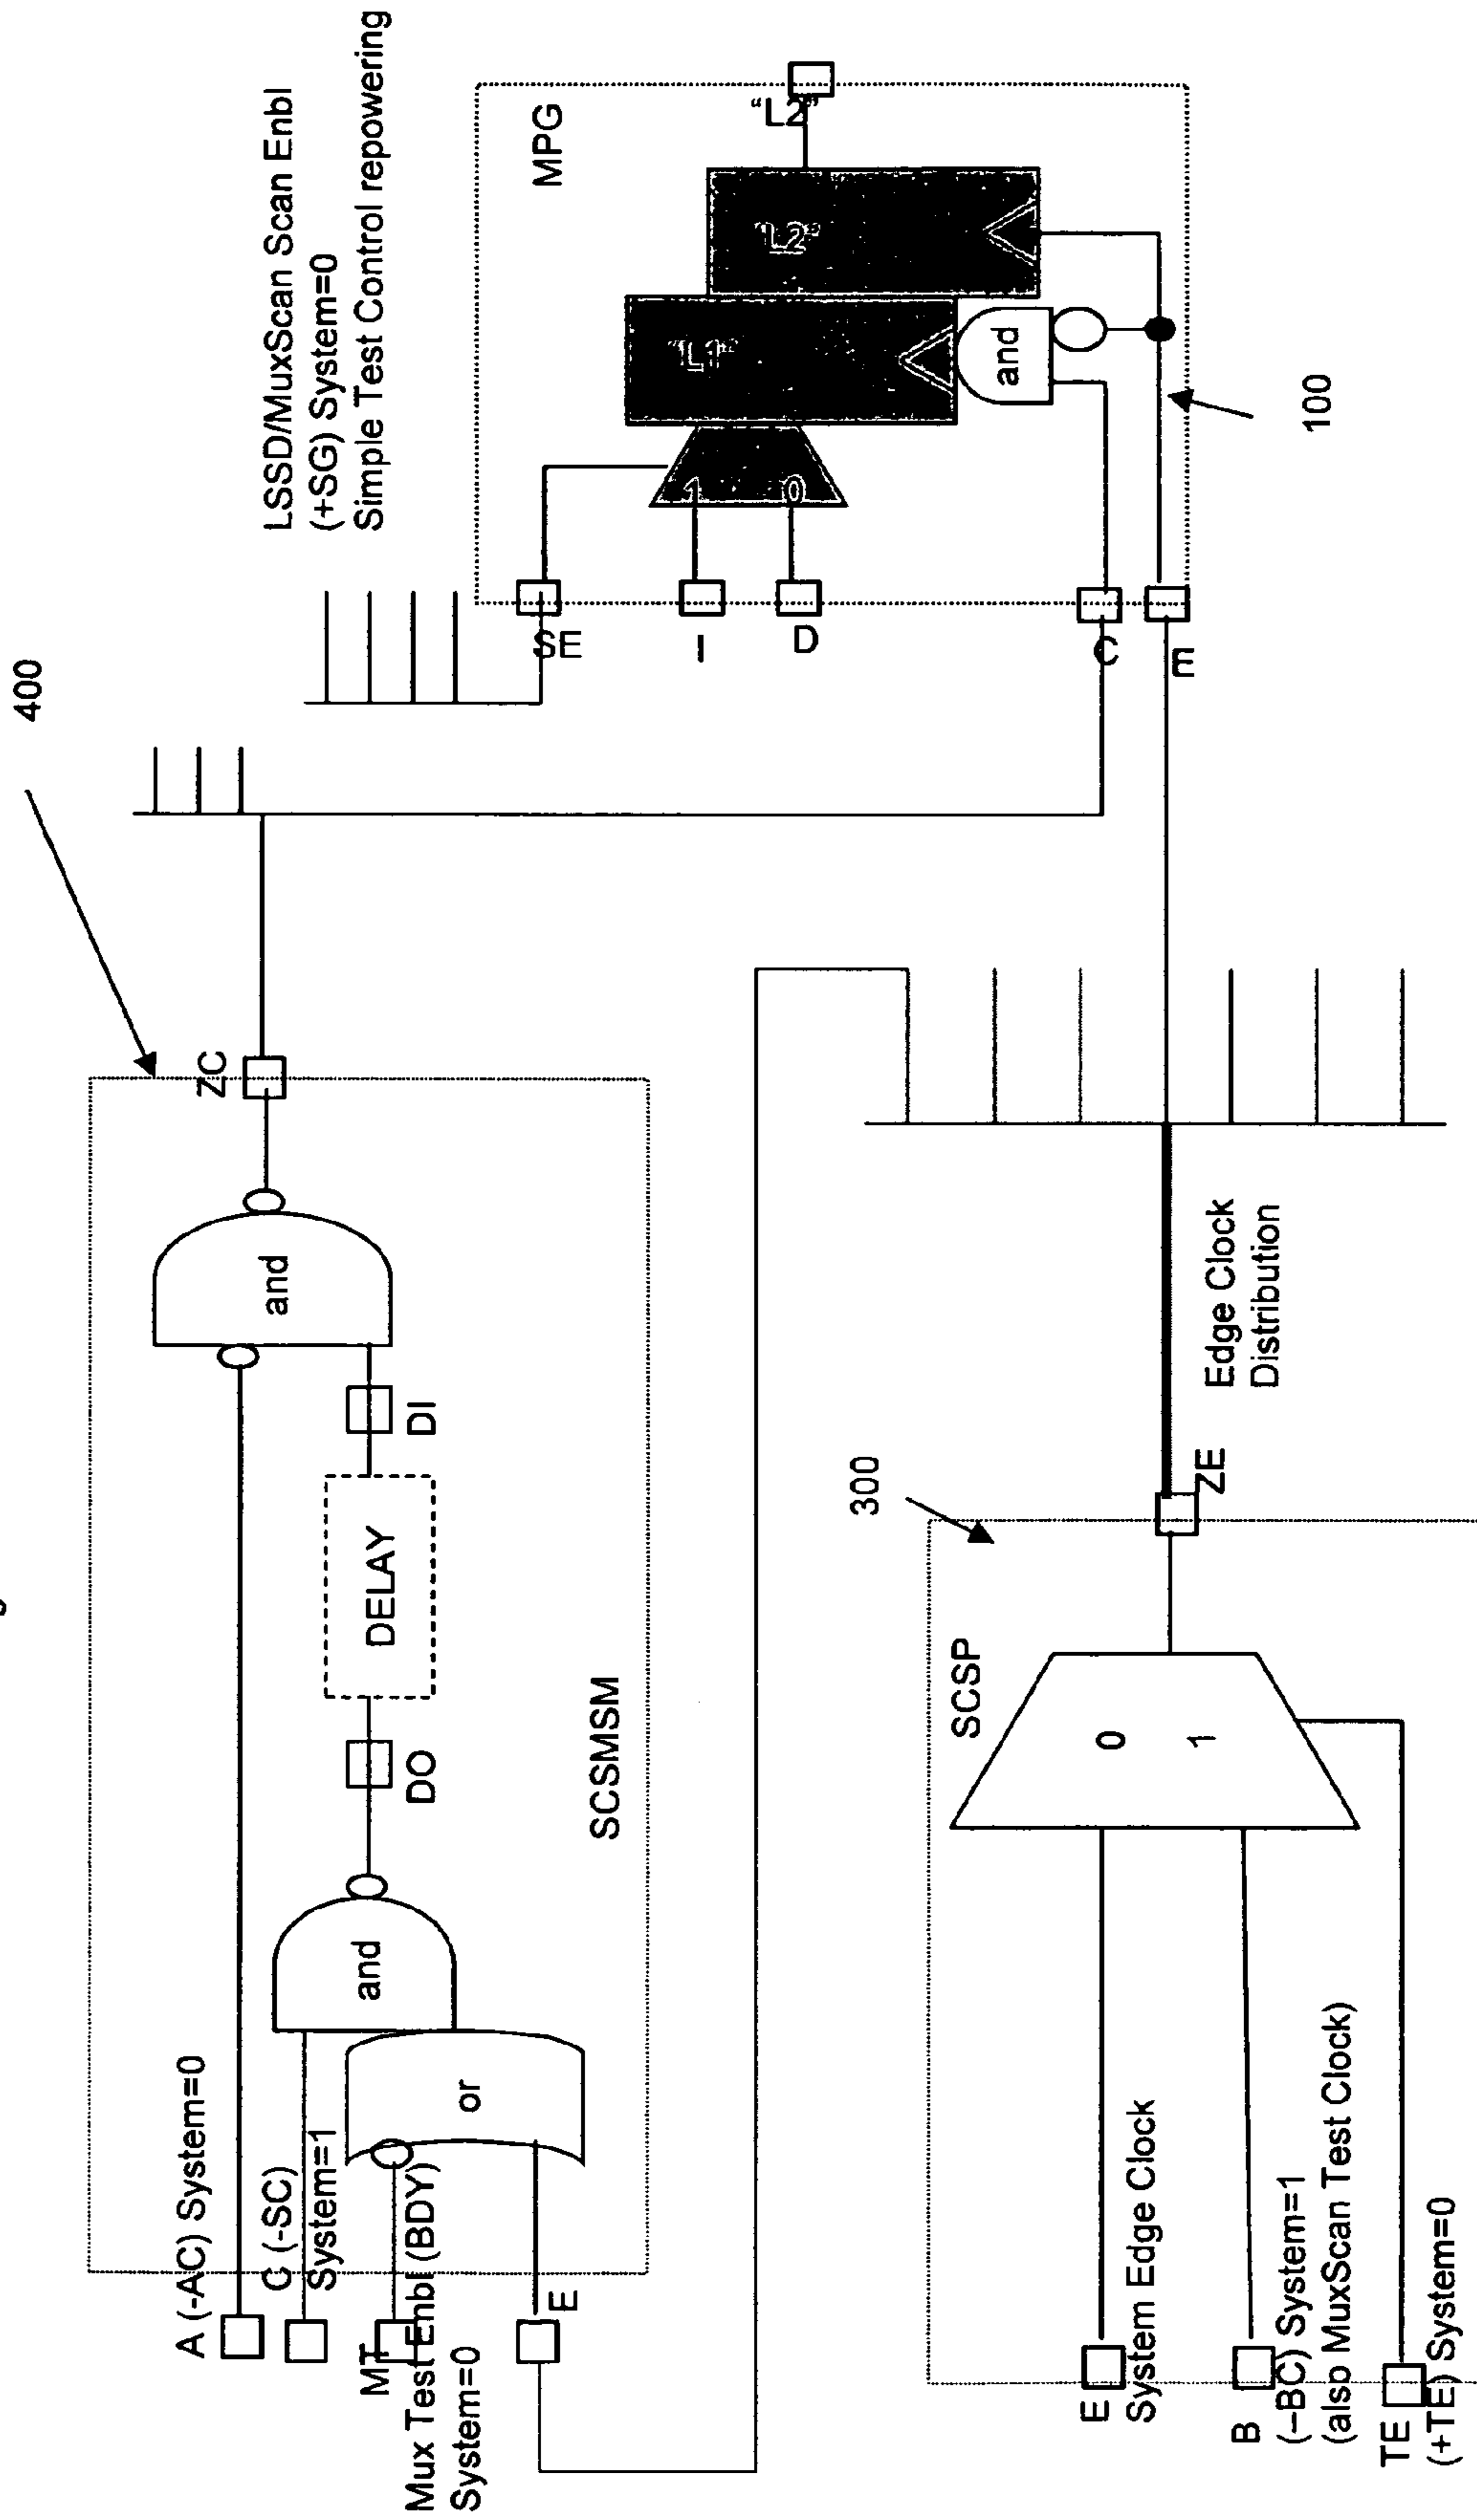 400
LSSD/MuxScan Scan Enbl
(+SG) System=0
Simple Test Control repowering
A (-AC) System=0
C (-SC)
System=1
MT
Mux Test Enbl (BDY)
System=0
E
or
and
DO
DELAY
DI
and
ZC
SCSMSM
SE
I
D
C
E
1
0
"L1"
"L2"
and
MPG
"L2"
100
300
SCSP
E
System Edge Clock
B
(-BC) System=1
(also MuxScan Test Clock)
TE
(+TE) System=0
0
1
ZE
Edge Clock
Distribution